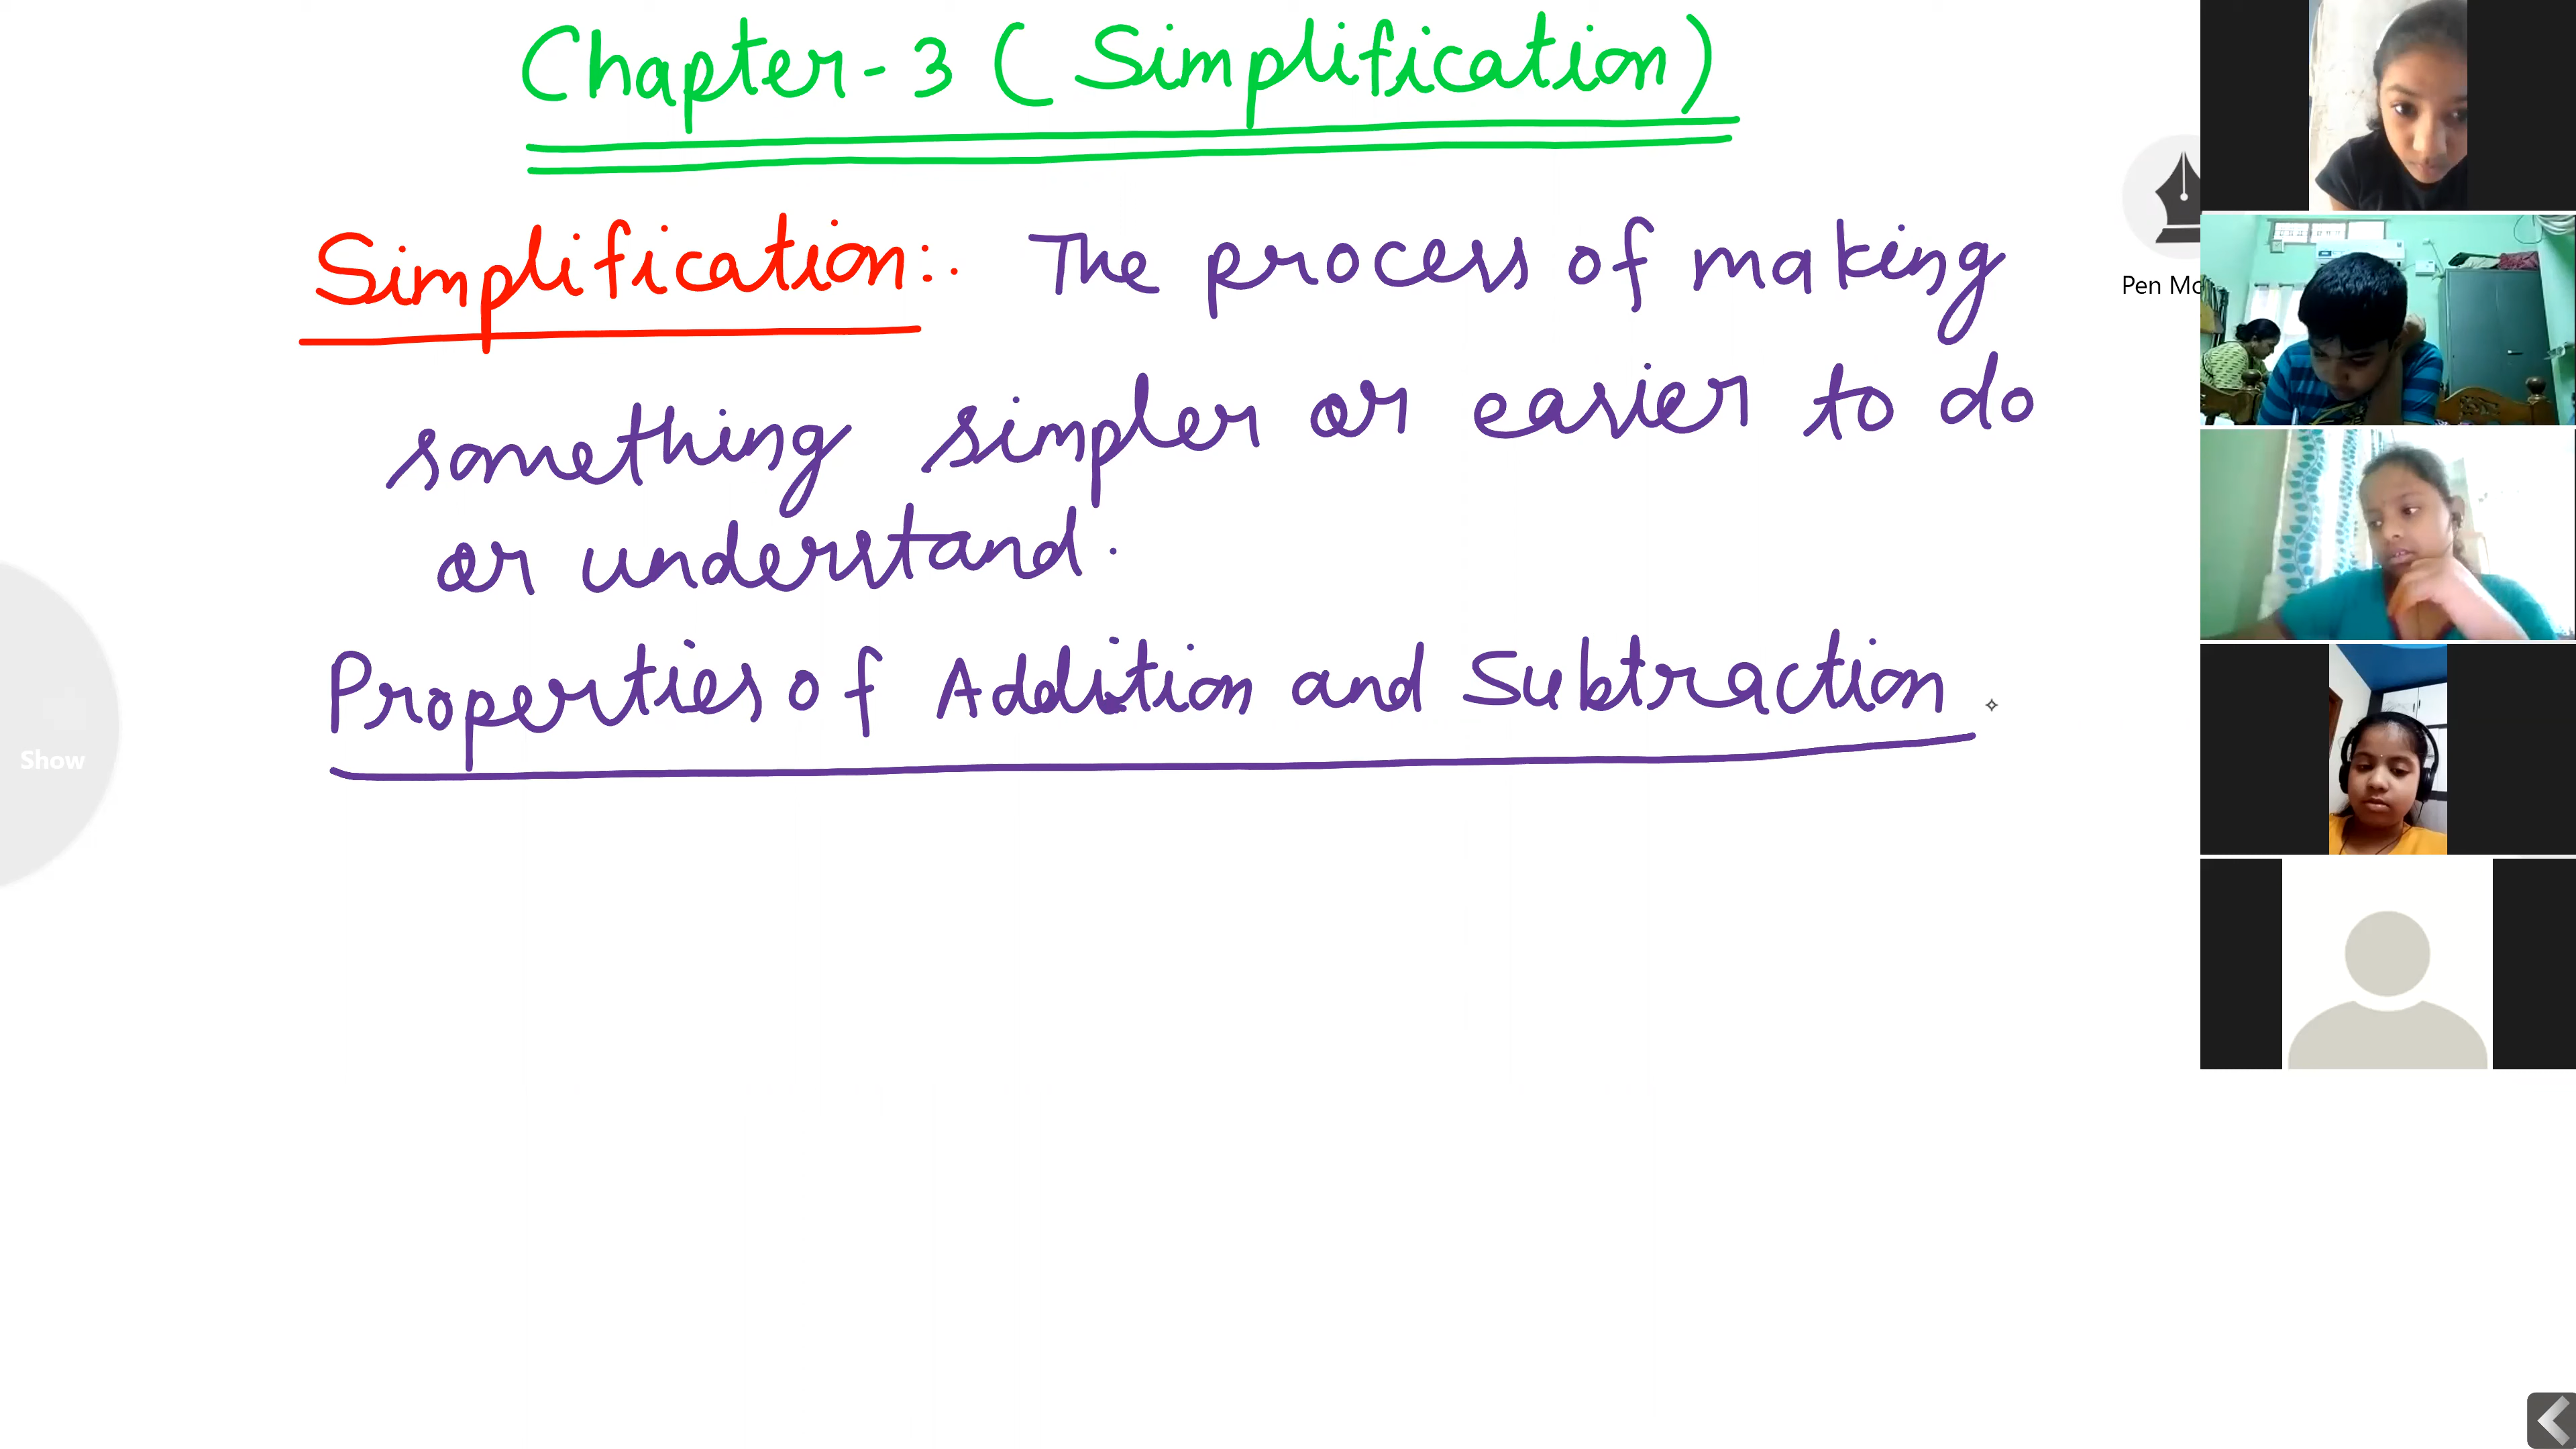 Chapter-3 (Simplification)
Simplification:- The process of making
something simpler or easier to do
or understand.
Properties of Addition and Subtraction.
Pen Mo
Show